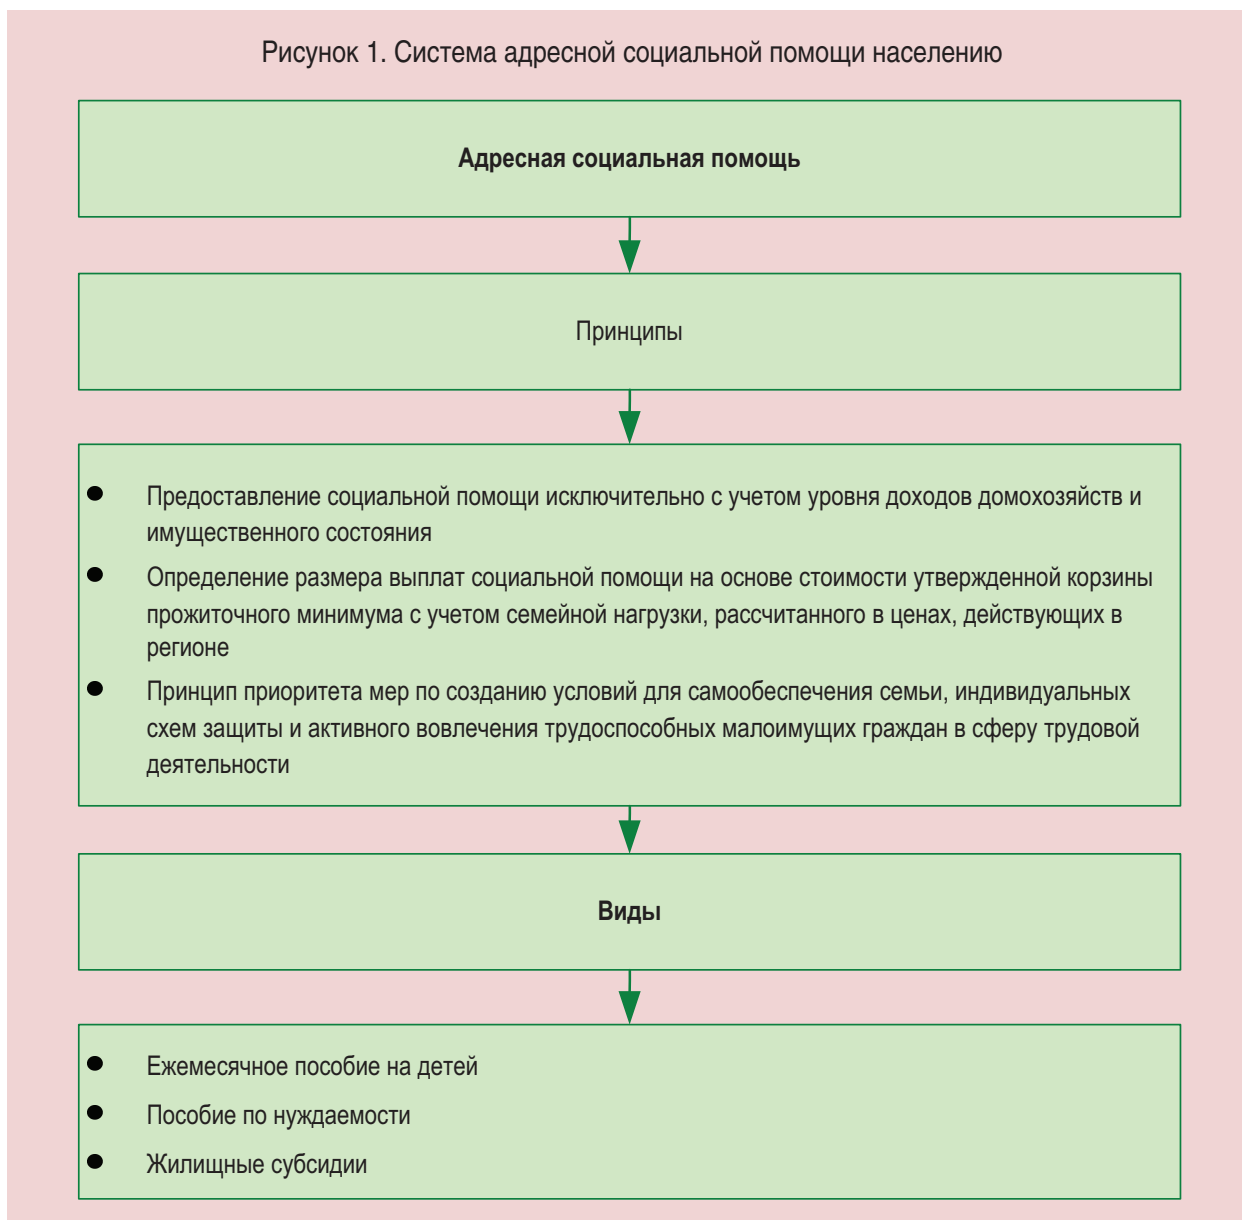 Рисунок 1. Система адресной социальной помощи населению
Адресная социальная помощь
Принципы
● Предоставление социальной помощи исключительно с учетом уровня доходов домохозяйств и
имущественного состояния
● Определение размера выплат социальной помощи на основе стоимости утвержденной корзины
прожиточного минимума с учетом семейной нагрузки, рассчитанного в ценах, действующих в
регионе
● Принцип приоритета мер по созданию условий для самообеспечения семьи, индивидуальных
схем защиты и активного вовлечения трудоспособных малоимущих граждан в сферу трудовой
деятельности
Виды
● Ежемесячное пособие на детей
● Пособие по нуждаемости
● Жилищные субсидии